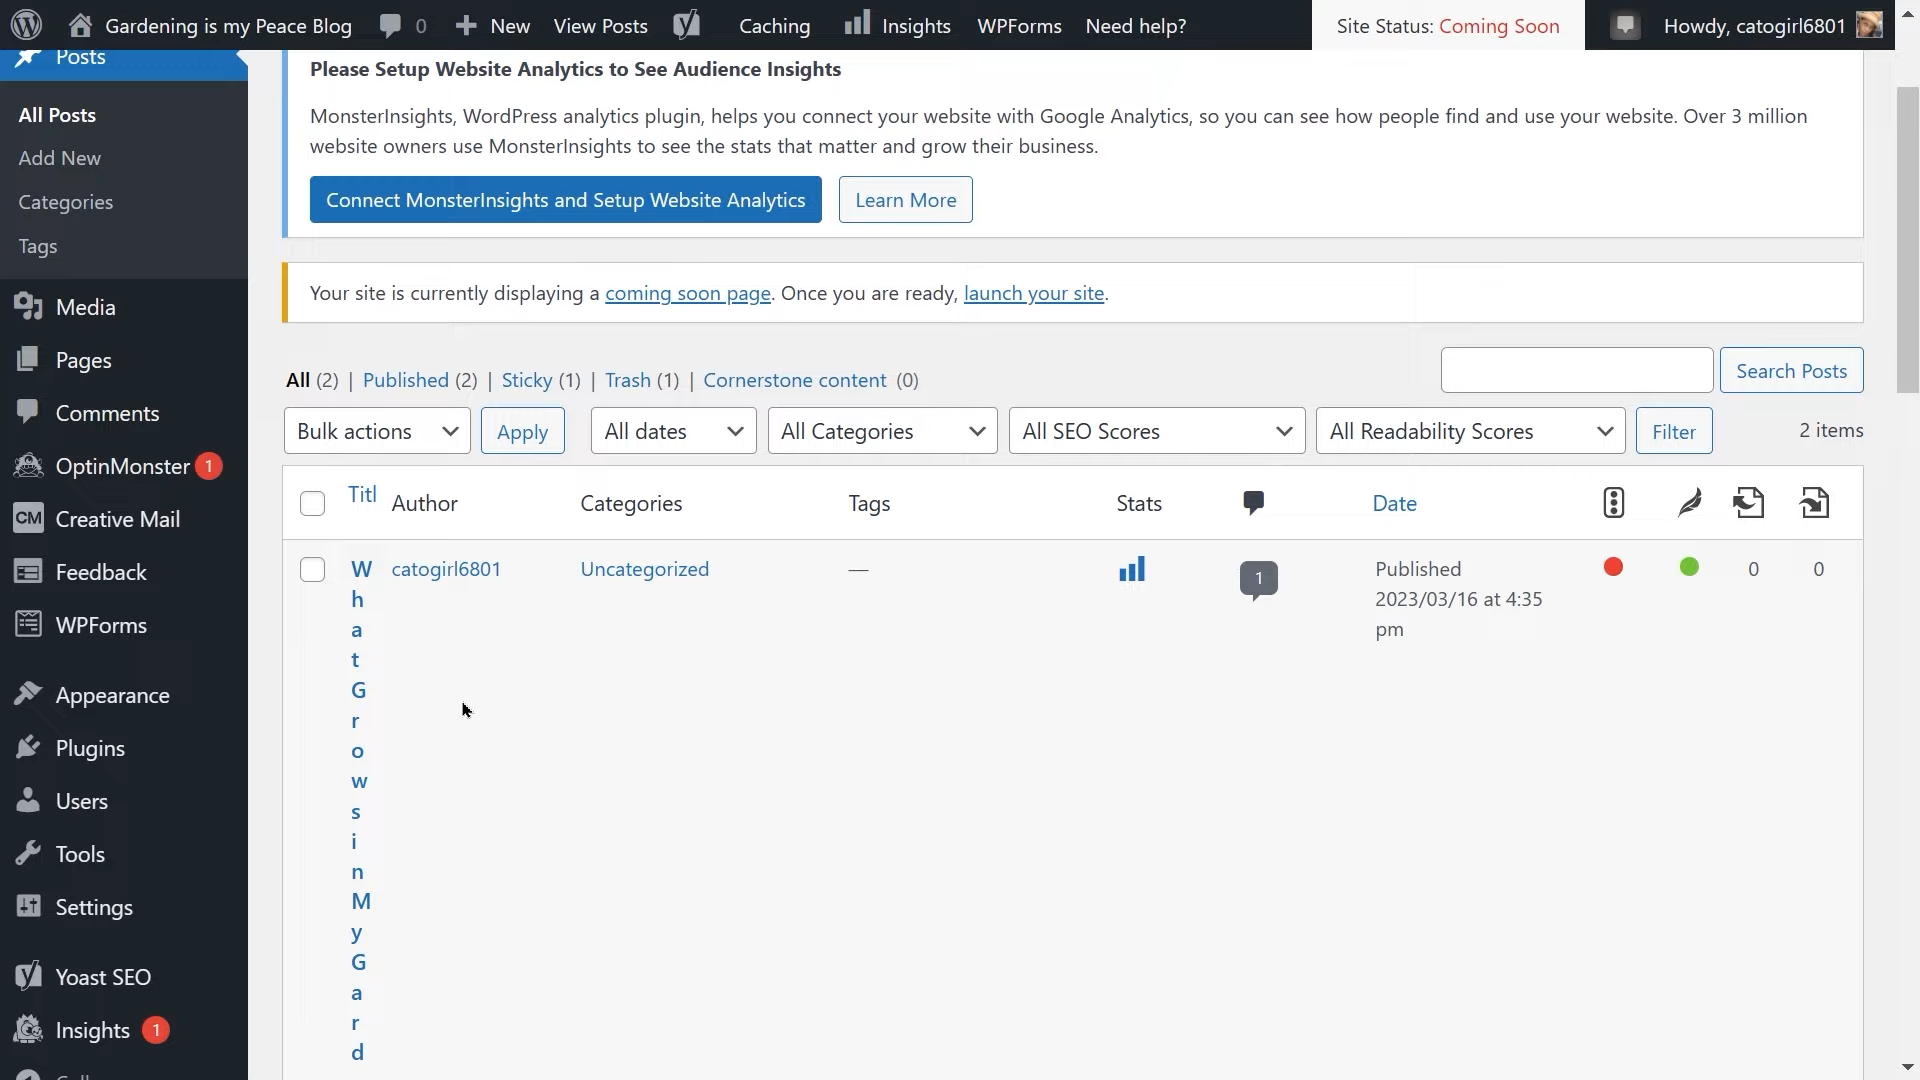 Gardening is my Peace Blog 0 New View Posts Caching Insights WPForms Need help? Site Status: Coming Soon Howdy, catogirl6801
Posts
All Posts
Add New
Categories
Tags
Media
Pages
Comments
OptinMonster 1
CM Creative Mail
Feedback
WPForms
Appearance
Plugins
Users
Tools
Settings
Yoast SEO
Insights 1
Please Setup Website Analytics to See Audience Insights
MonsterInsights, WordPress analytics plugin, helps you connect your website with Google Analytics, so you can see how people find and use your website. Over 3 million
website owners use MonsterInsights to see the stats that matter and grow their business.
Connect MonsterInsights and Setup Website Analytics Learn More
Your site is currently displaying a coming soon page. Once you are ready, launch your site.
All (2) | Published (2) | Sticky (1) | Trash (1) | Cornerstone content (0)
Search Posts
Bulk actions Apply All dates All Categories All SEO Scores All Readability Scores Filter 2 items
Titl Author Categories Tags Stats Date
W catogirl6801 Uncategorized — 1 Published 0 0
h 2023/03/16 at 4:35
a pm
t
G
r
o
w
s
i
n
M
y
G
a
r
d